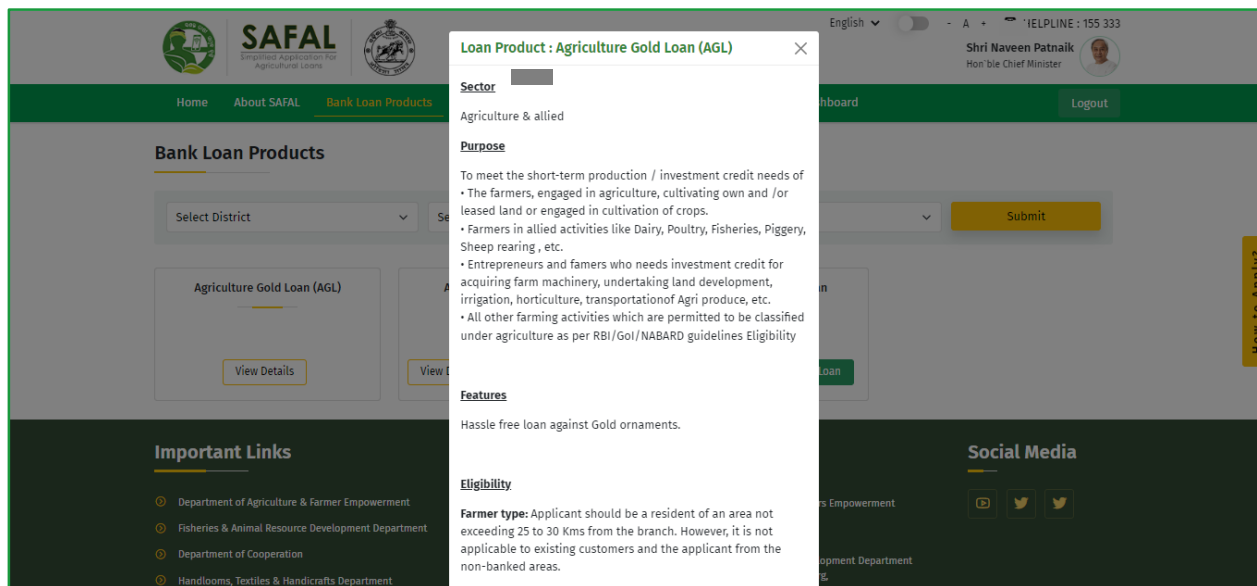 SAFAL
Simplified Application For
Agricultural Loans
English
- A +
HELPLINE : 155 333
Shri Naveen Patnaik
Hon`ble Chief Minister
Home
About SAFAL
Bank Loan Products
Logout
Bank Loan Products
Select District
Submit
Agriculture Gold Loan (AGL)
View Details
View
Loan
How to Apply?
Loan Product : Agriculture Gold Loan (AGL)
Sector
Agriculture & allied
Purpose
To meet the short-term production / investment credit needs of
• The farmers, engaged in agriculture, cultivating own and /or
leased land or engaged in cultivation of crops.
• Farmers in allied activities like Dairy, Poultry, Fisheries, Piggery,
Sheep rearing , etc.
• Entrepreneurs and famers who needs investment credit for
acquiring farm machinery, undertaking land development,
irrigation, horticulture, transportationof Agri produce, etc.
• All other farming activities which are permitted to be classified
under agriculture as per RBI/GoI/NABARD guidelines Eligibility
Features
Hassle free loan against Gold ornaments.
Eligibility
Farmer type: Applicant should be a resident of an area not
exceeding 25 to 30 Kms from the branch. However, it is not
applicable to existing customers and the applicant from the
non-banked areas.
Important Links
Department of Agriculture & Farmer Empowerment
Fisheries & Animal Resource Development Department
Department of Cooperation
Handlooms, Textiles & Handicrafts Department
Empowerment
Department
Social Media